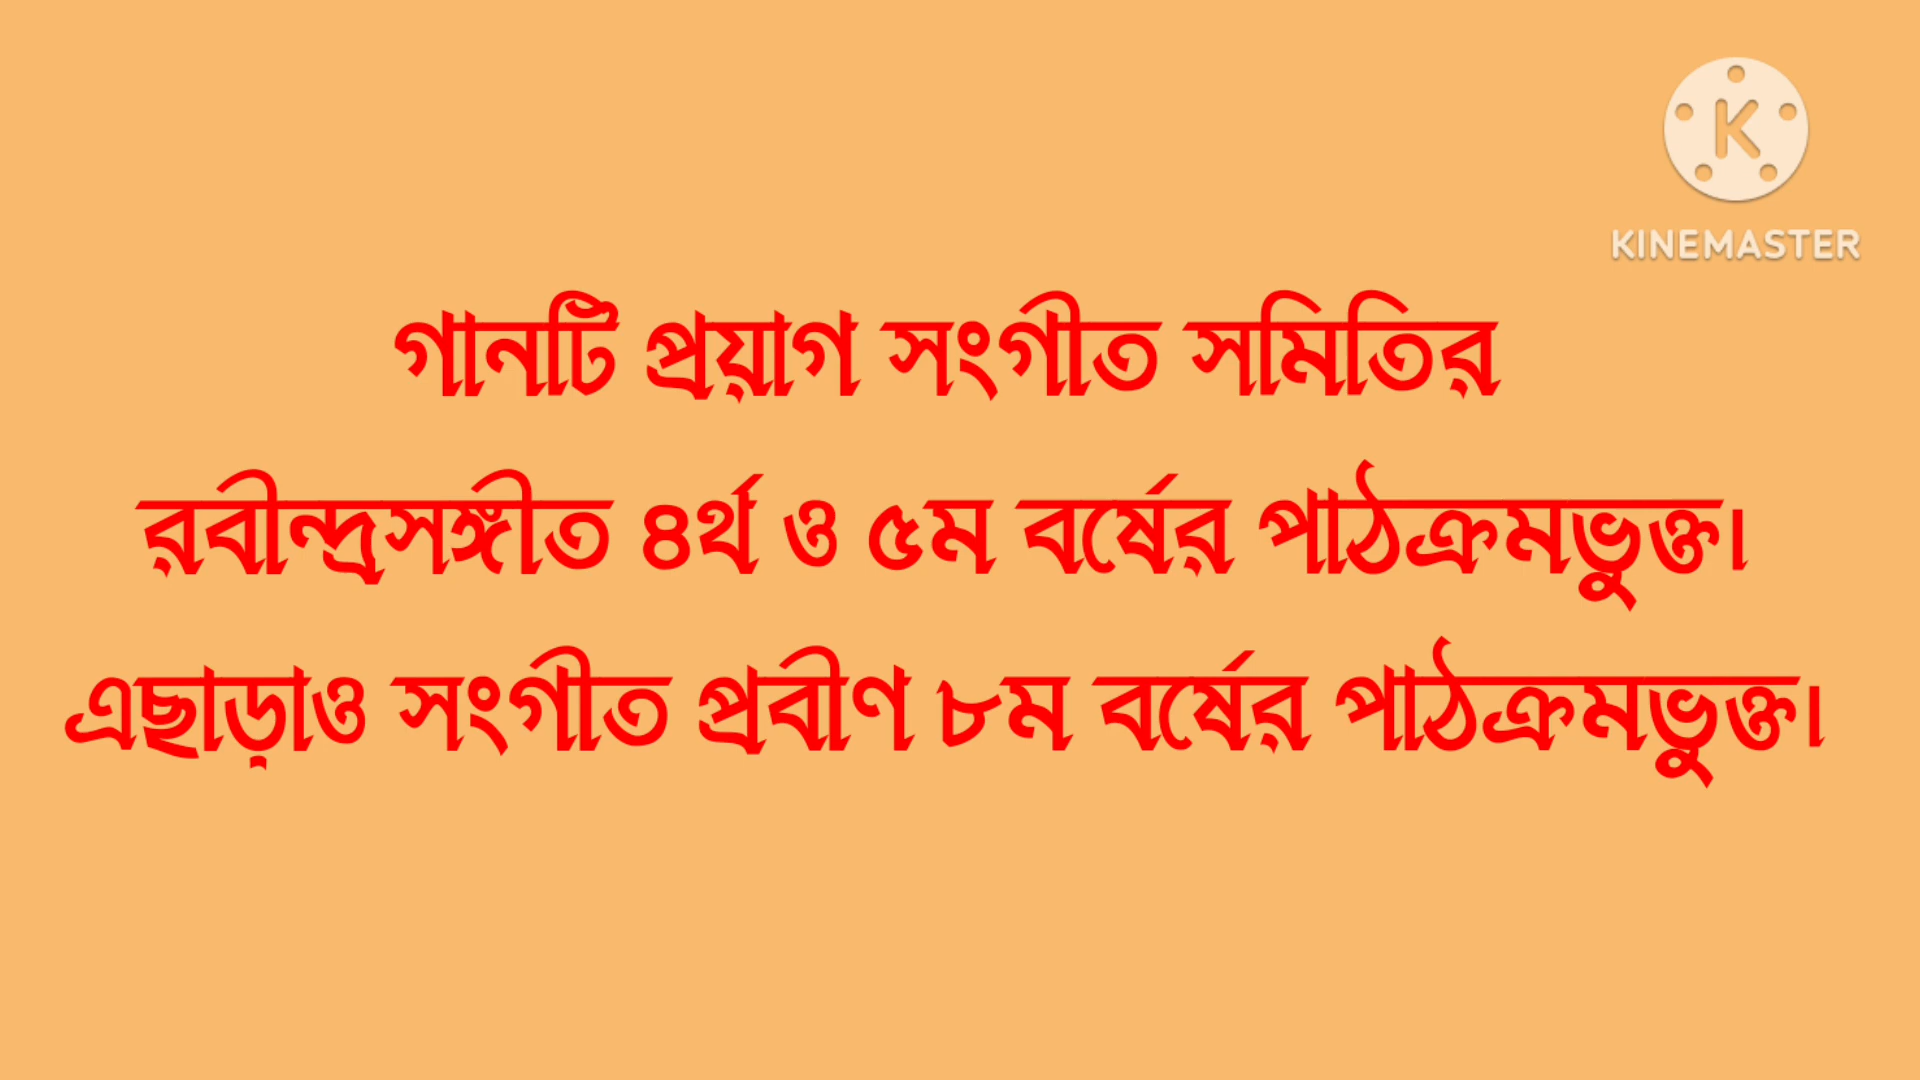 KINEMASTER
গানটি প্রয়াগ সংগীত সমিতির
রবীন্দ্রসঙ্গীত ৪র্থ ও ৫ম বর্ষের পাঠক্রমভুক্ত।
এছাড়াও সংগীত প্রবীণ ৮ম বর্ষের পাঠক্রমভুক্ত।